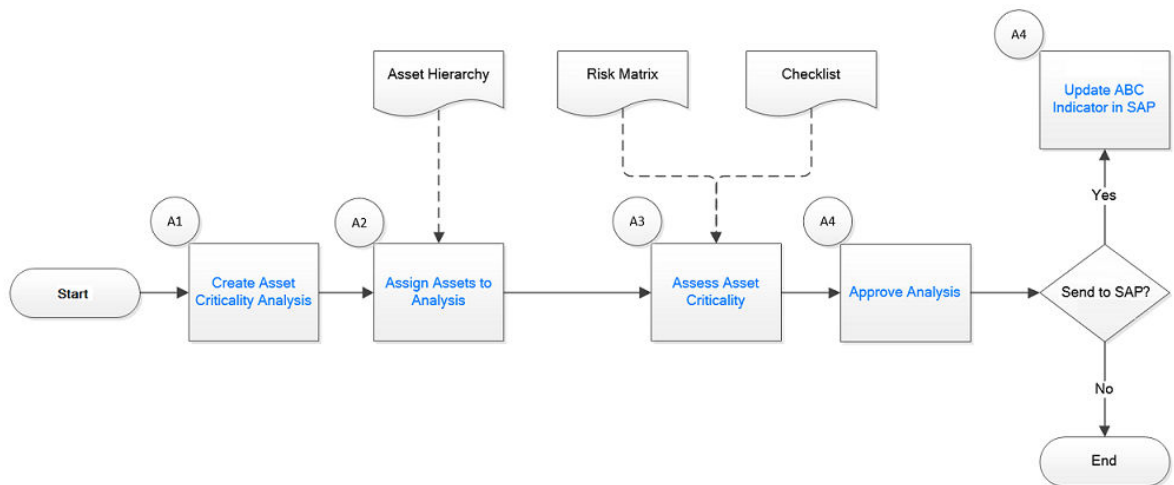 A4
Asset Hierarchy
Risk Matrix
Checklist
Update ABC
Indicator in SAP
Yes
A1
A2
A3
A4
Start
Create Asset
Criticality Analysis
Assign Assets to
Analysis
Assess Asset
Criticality
Approve Analysis
Send to SAP?
No
End